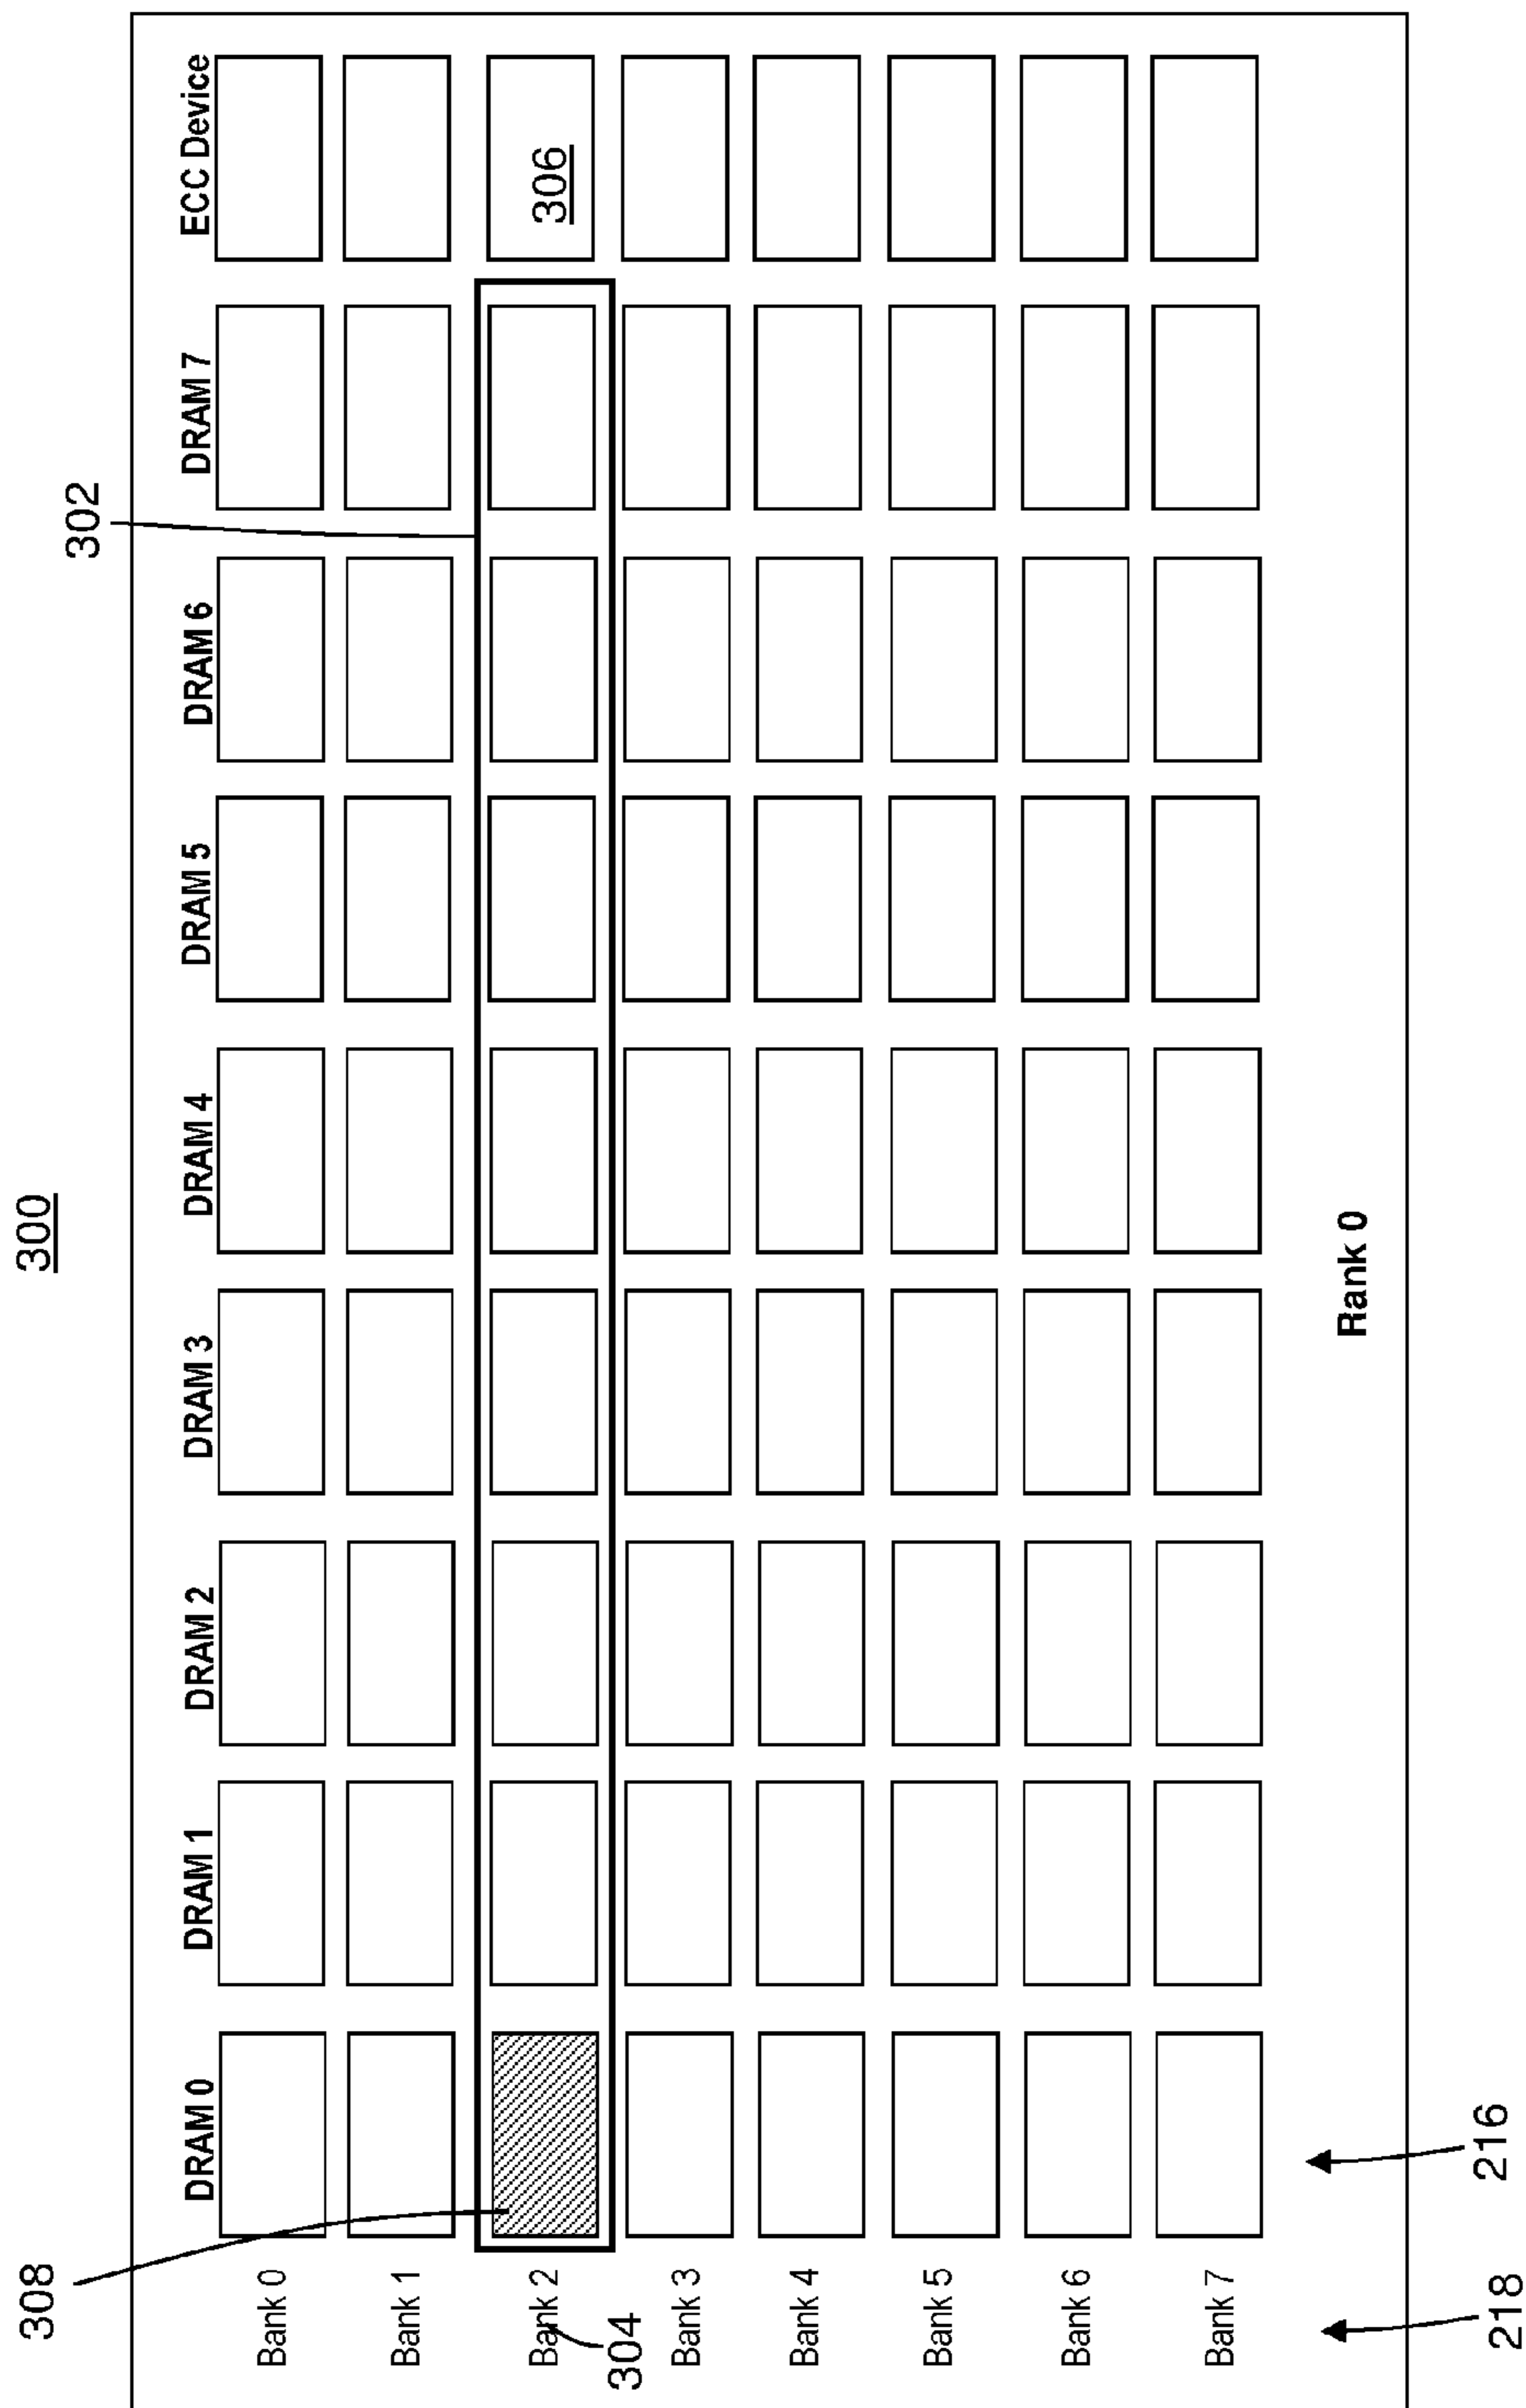 300
302
308
DRAM 0
DRAM 1
DRAM 2
DRAM 3
DRAM 4
DRAM 5
DRAM 6
DRAM 7
ECC Device
Bank 0
Bank 1
Bank 2
304
306
Bank 3
Bank 4
Bank 5
Bank 6
Bank 7
Rank 0
218
216